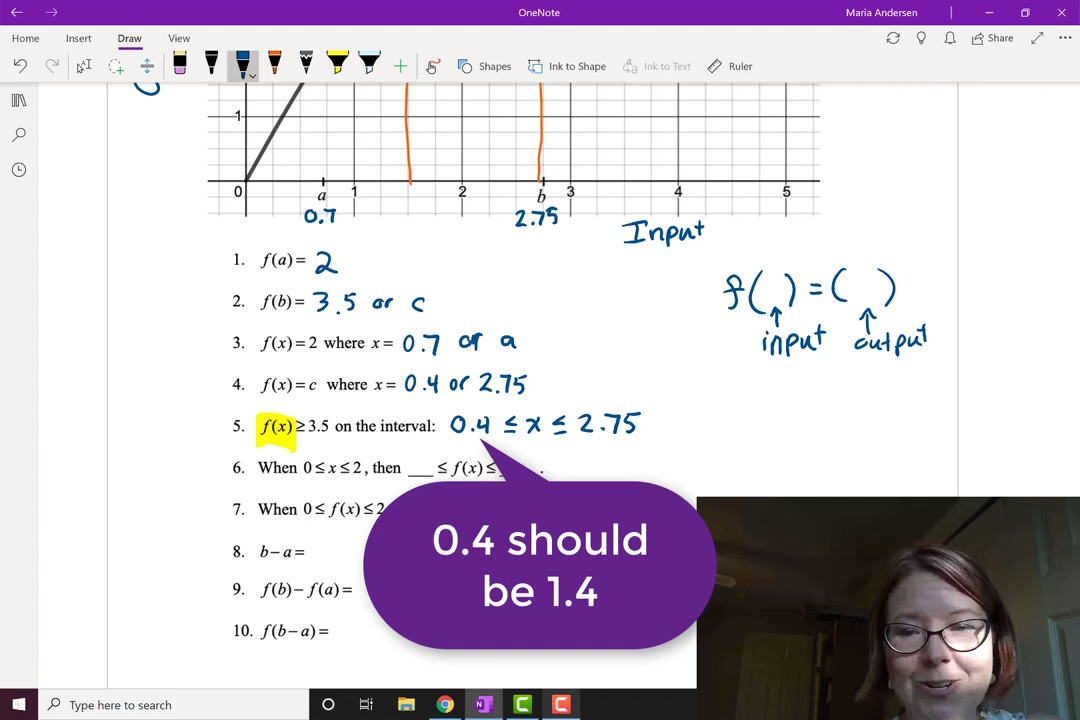 OneNote
Maria Andersen
Home Insert Draw View
Share
Shapes Ink to Shape Ink to Text Ruler
1
0 a 1 2 b 3 4 5
0.7 2.75 Input
1. f(a)= 2
2. f(b)= 3.5 or c
f( ) = ( )
input output
3. f(x)=2 where x= 0.7 or a
4. f(x)=c where x= 0.4 or 2.75
5. f(x)≥3.5 on the interval: 0.4 ≤ x ≤ 2.75
6. When 0≤x≤2, then ___ ≤ f(x)≤ .
7. When 0≤f(x)≤2
8. b−a=
9. f(b)−f(a)=
10. f(b−a)=
0.4 should
be 1.4
Type here to search